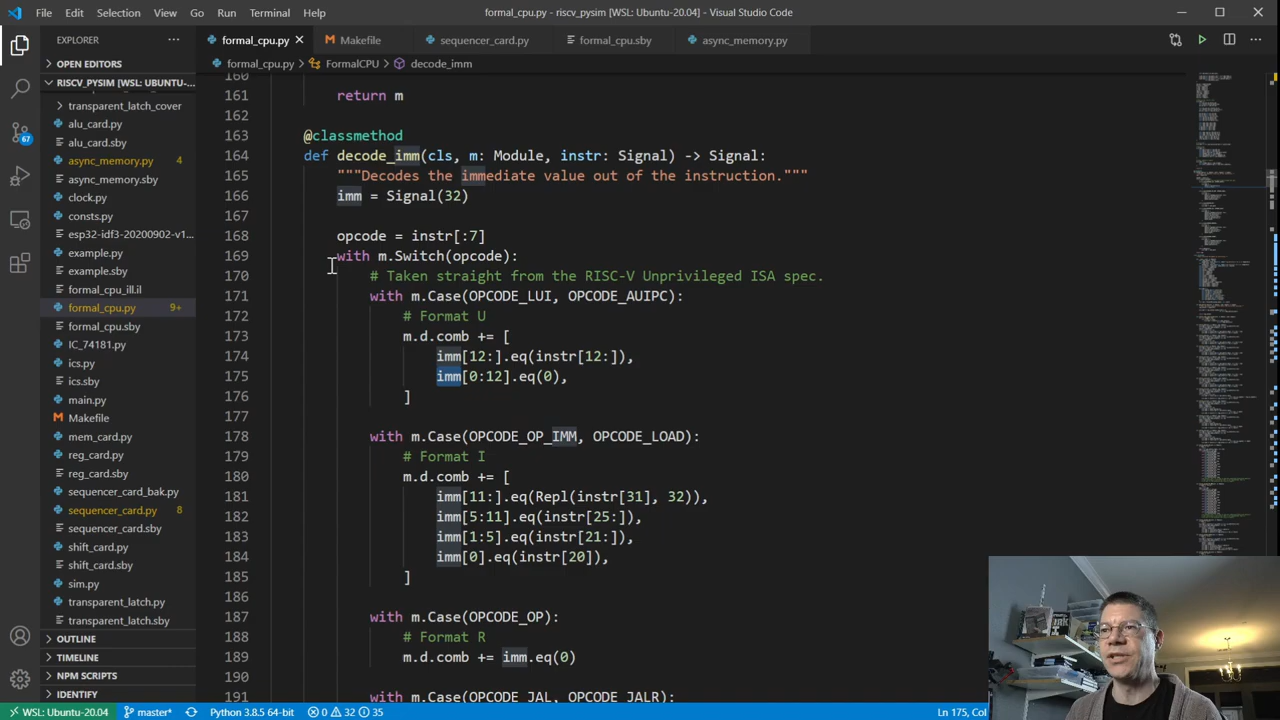 File Edit Selection View Go Run Terminal Help
formal_cpu.py - riscv_pysim [WSL: Ubuntu-20.04] - Visual Studio Code
EXPLORER
formal_cpu.py Makefile sequencer_card.py formal_cpu.sby async_memory.py
OPEN EDITORS
formal_cpu.py > FormalCPU > decode_imm
RISCV_PYSIM [WSL: UBUNTU-...
transparent_latch_cover
alu_card.py
alu_card.sby
async_memory.py 4
async_memory.sby
clock.py
consts.py
esp32-idf3-20200902-v1...
example.py
example.sby
formal_cpu_ill.il
formal_cpu.py 9+
formal_cpu.sby
IC_74181.py
ics.py
ics.sby
main.py
Makefile
mem_card.py
reg_card.py
reg_card.sby
sequencer_card_bak.py
sequencer_card.py 8
sequencer_card.sby
shift_card.py
shift_card.sby
sim.py
transparent_latch.py
transparent_latch.sby
OUTLINE
TIMELINE
NPM SCRIPTS
IDENTIFY
67
160
161 return m
162
163 @classmethod
164 def decode_imm(cls, m: Module, instr: Signal) -> Signal:
165 """Decodes the immediate value out of the instruction."""
166 imm = Signal(32)
167
168 opcode = instr[:7]
169 with m.Switch(opcode):
170 # Taken straight from the RISC-V Unprivileged ISA spec.
171 with m.Case(OPCODE_LUI, OPCODE_AUIPC):
172 # Format U
173 m.d.comb += [
174 imm[12:].eq(instr[12:]),
175 imm[0:12].eq(0),
176 ]
177
178 with m.Case(OPCODE_OP_IMM, OPCODE_LOAD):
179 # Format I
180 m.d.comb += [
181 imm[11:].eq(Repl(instr[31], 32)),
182 imm[5:11].eq(instr[25:]),
183 imm[1:5].eq(instr[21:]),
184 imm[0].eq(instr[20]),
185 ]
186
187 with m.Case(OPCODE_OP):
188 # Format R
189 m.d.comb += imm.eq(0)
190
191 with m.Case(OPCODE_JAL, OPCODE_JALR):
WSL: Ubuntu-20.04 master* Python 3.8.5 64-bit 0 32 35 Ln 175, Col